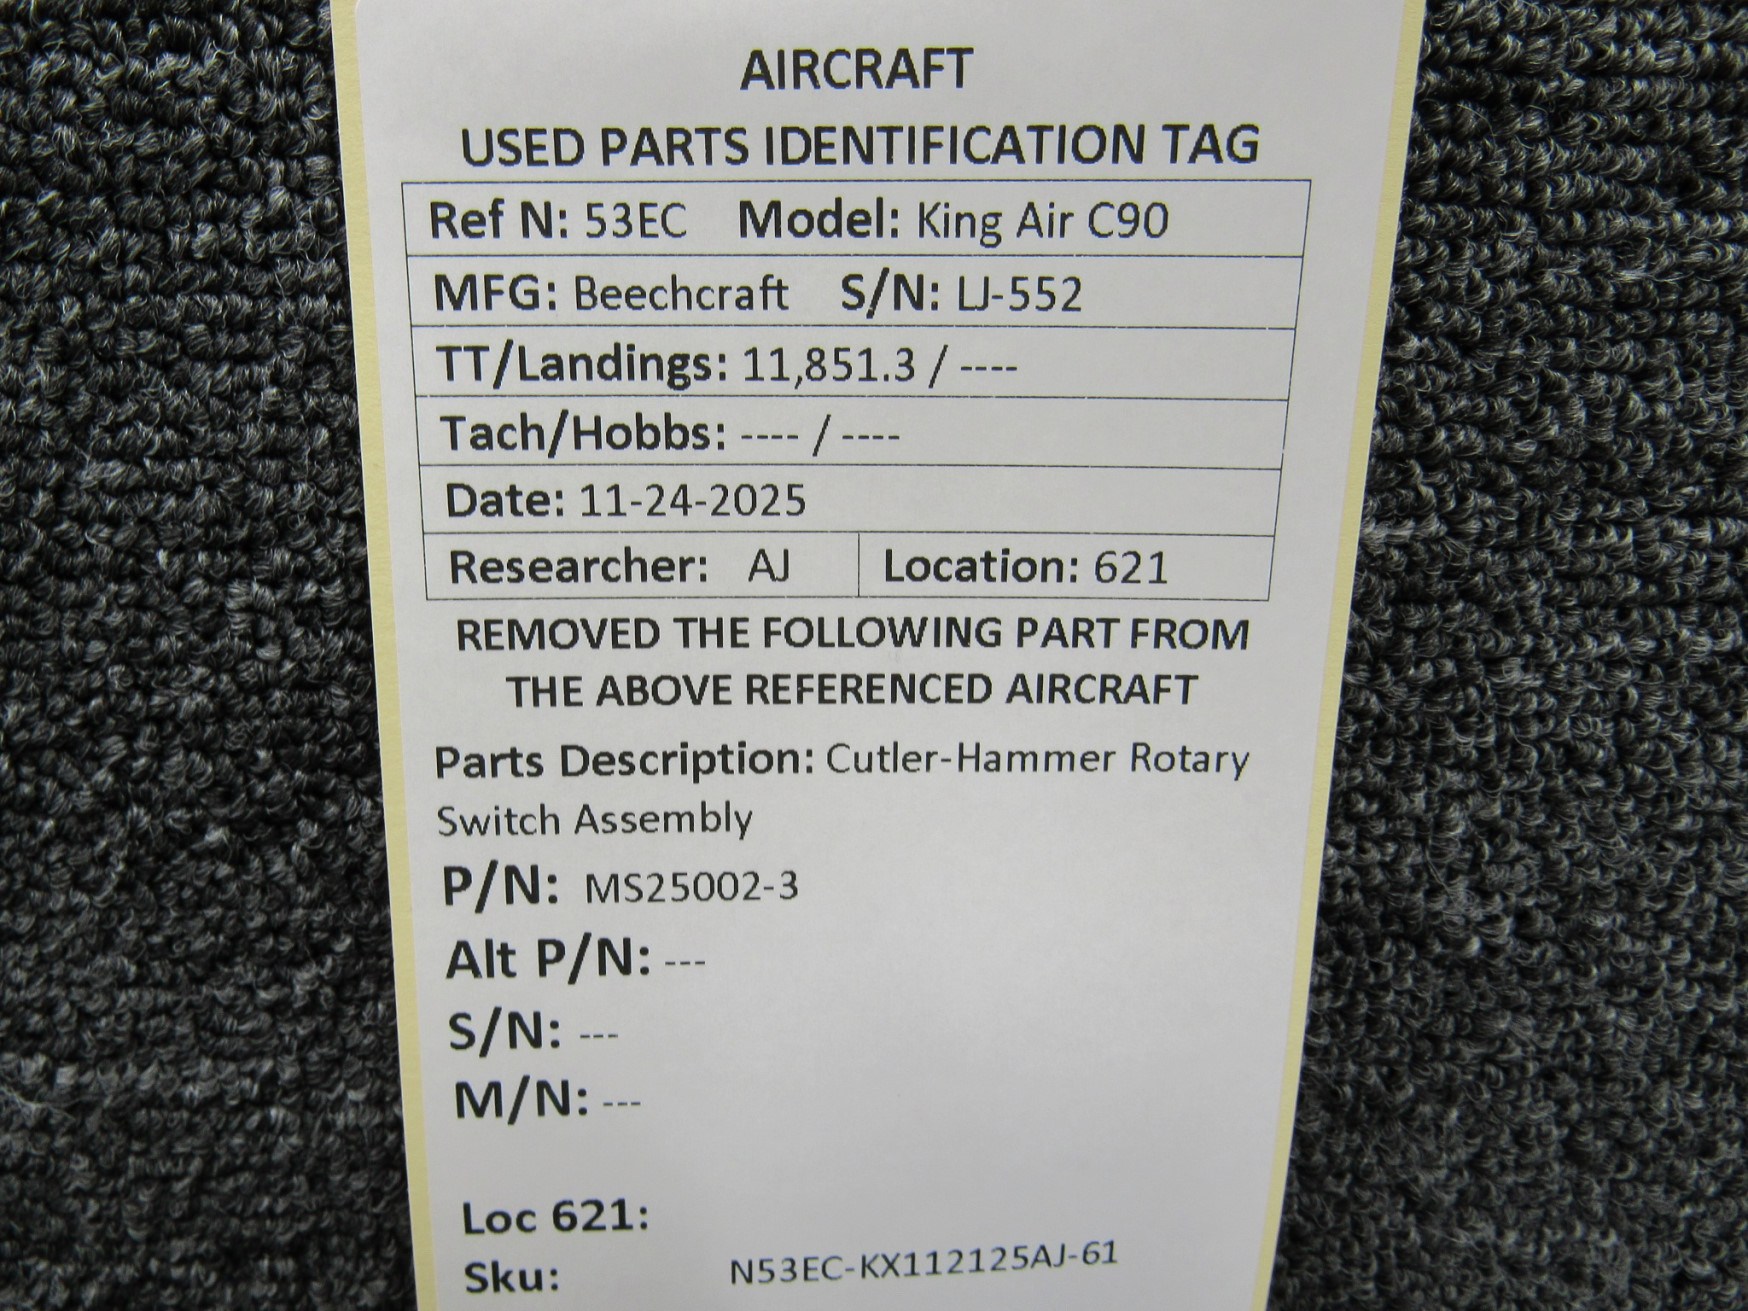 AIRCRAFT
USED PARTS IDENTIFICATION TAG
Ref N: 53EC Model: King Air C90
MFG: Beechcraft S/N: LJ-552
TT/Landings: 11,851.3 / ----
Tach/Hobbs: ---- / ----
Date: 11-24-2025
Researcher: AJ Location: 621
REMOVED THE FOLLOWING PART FROM
THE ABOVE REFERENCED AIRCRAFT
Parts Description: Cutler-Hammer Rotary
Switch Assembly
P/N: MS25002-3
Alt P/N: ---
S/N: ---
M/N: ---
Loc 621:
Sku: N53EC-KX112125AJ-61